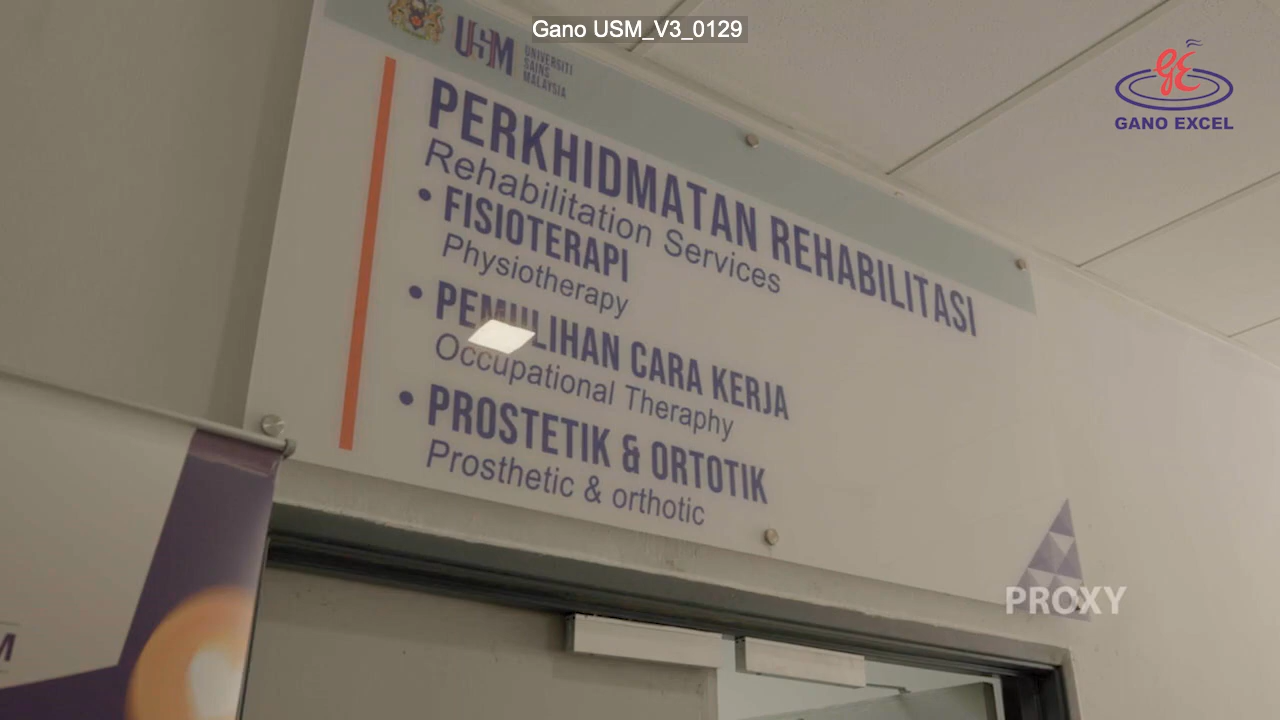 Gano USM_V3_0129
USM
UNIVERSITI
SAINS
MALAYSIA
GANO EXCEL
PERKHIDMATAN REHABILITASI
Rehabilitation Services
• FISIOTERAPI
Physiotherapy
• PEMULIHAN CARA KERJA
Occupational Theraphy
• PROSTETIK & ORTOTIK
Prosthetic & orthotic
PROXY